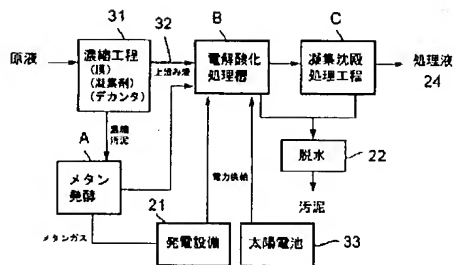 31
32
B
C
原液
濃縮工程
(膜)
(凝集剤)
(デカンタ)
上澄み液
電解酸化
処理槽
凝集沈殿
処理工程
処理液
24
濃縮
汚泥
A
メタン
発酵
電力供給
脱水
22
汚泥
メタンガス
21
発電設備
太陽電池
33